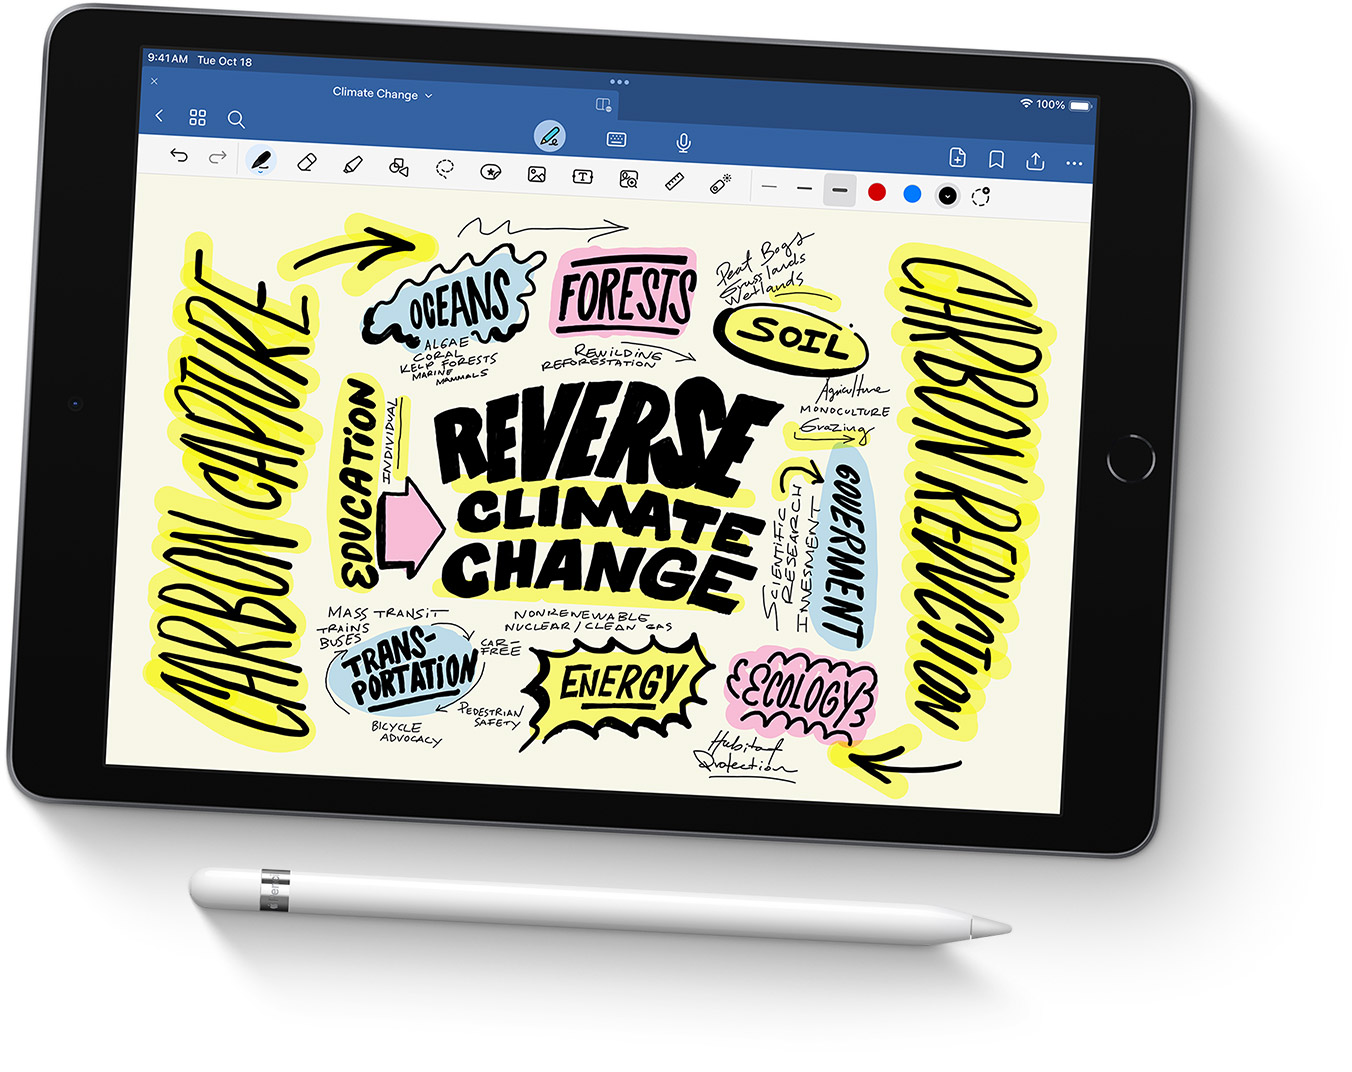 9:41 AM Tue Oct 18
100%
Climate Change
CARBON CAPTURE
OCEANS
ALGAE
CORAL
KELP FORESTS
MARINE
MAMMALS
FORESTS
REWILDING
REFORESTATION
Peat Bogs
Grasslands
Wetlands
SOIL
Agriculture
MONOCULTURE
Grazing
CARBON REDUCTION
EDUCATION
INDIVIDUAL
REVERSE
CLIMATE
CHANGE
SCIENTIFIC
RESEARCH
INVESMENT
GOVERNMENT
MASS TRANSIT
TRAINS
BUSES
TRANS-
PORTATION
CAR-
FREE
BICYCLE
ADVOCACY
PEDESTRIAN
SAFETY
NONRENEWABLE
NUCLEAR/CLEAN GAS
ENERGY
ECOLOGY
Habitat
Protection